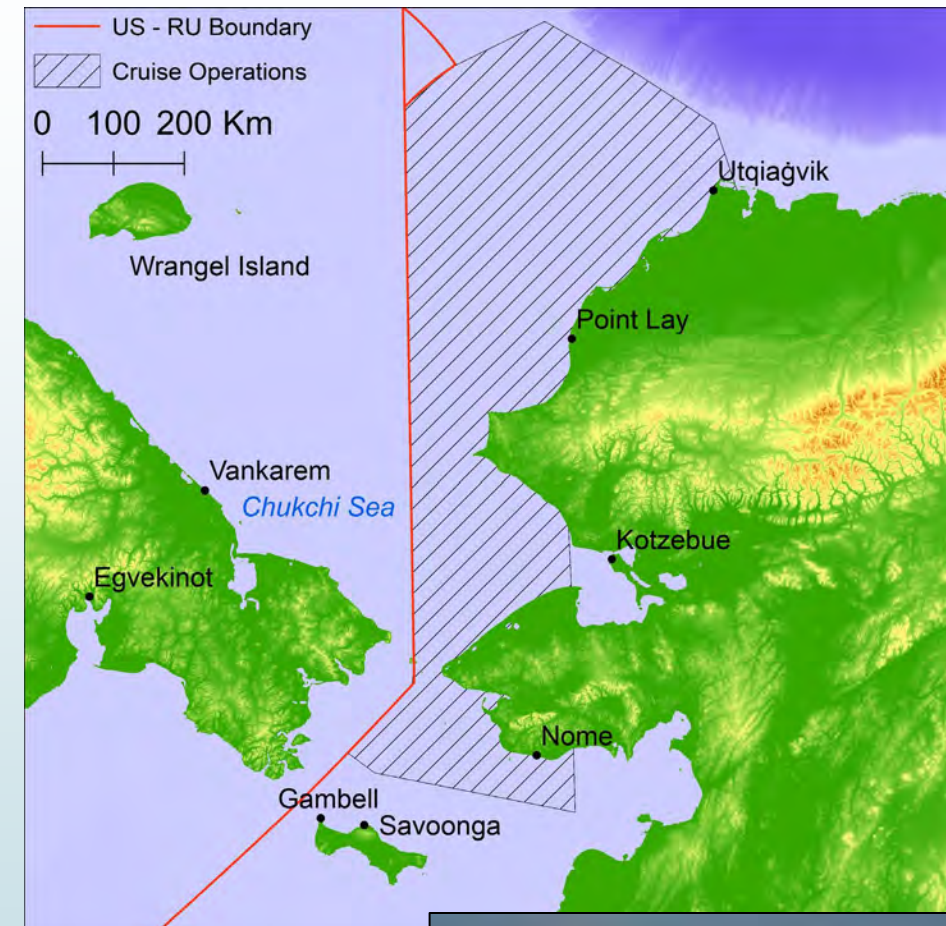 US - RU Boundary
Cruise Operations
0 100 200 Km
Utqiaġvik
Wrangel Island
Point Lay
Vankarem
Chukchi Sea
Kotzebue
Egvekinot
Nome
Gambell
Savoonga